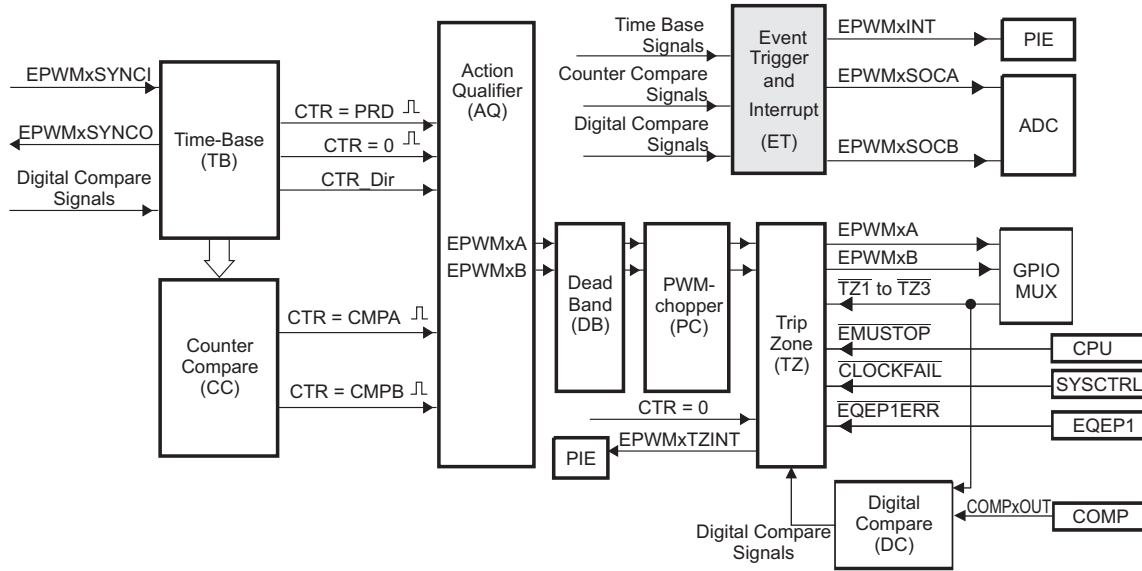 EPWMxSYNCI
EPWMxSYNCO
Digital Compare
Signals
Time-Base
(TB)
CTR = PRD
CTR = 0
CTR_Dir
Action
Qualifier
(AQ)
Counter
Compare
(CC)
CTR = CMPA
CTR = CMPB
EPWMxA
EPWMxB
Time Base
Signals
Counter Compare
Signals
Digital Compare
Signals
Event
Trigger
and
Interrupt
(ET)
EPWMxINT
EPWMxSOCA
EPWMxSOCB
PIE
ADC
Dead
Band
(DB)
PWM-
chopper
(PC)
Trip
Zone
(TZ)
EPWMxA
EPWMxB
TZ1 to TZ3
EMUSTOP
CLOCKFAIL
EQEP1ERR
GPIO
MUX
CPU
SYSCTRL
EQEP1
CTR = 0
EPWMxTZINT
PIE
Digital Compare
Signals
Digital
Compare
(DC)
COMPxOUT
COMP